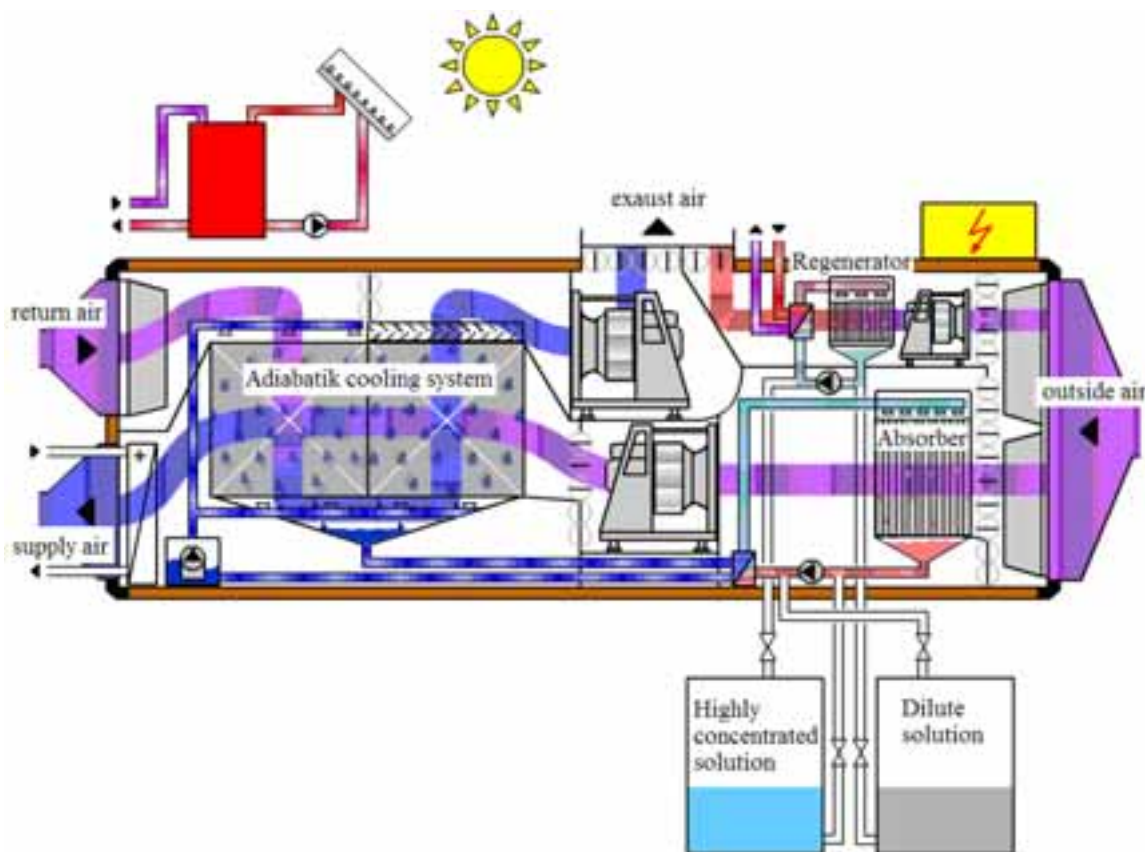 exaust air
Regenerator
return air
Adiabatik cooling system
outside air
Absorber
supply air
+
Highly
concentrated
solution
Dilute
solution